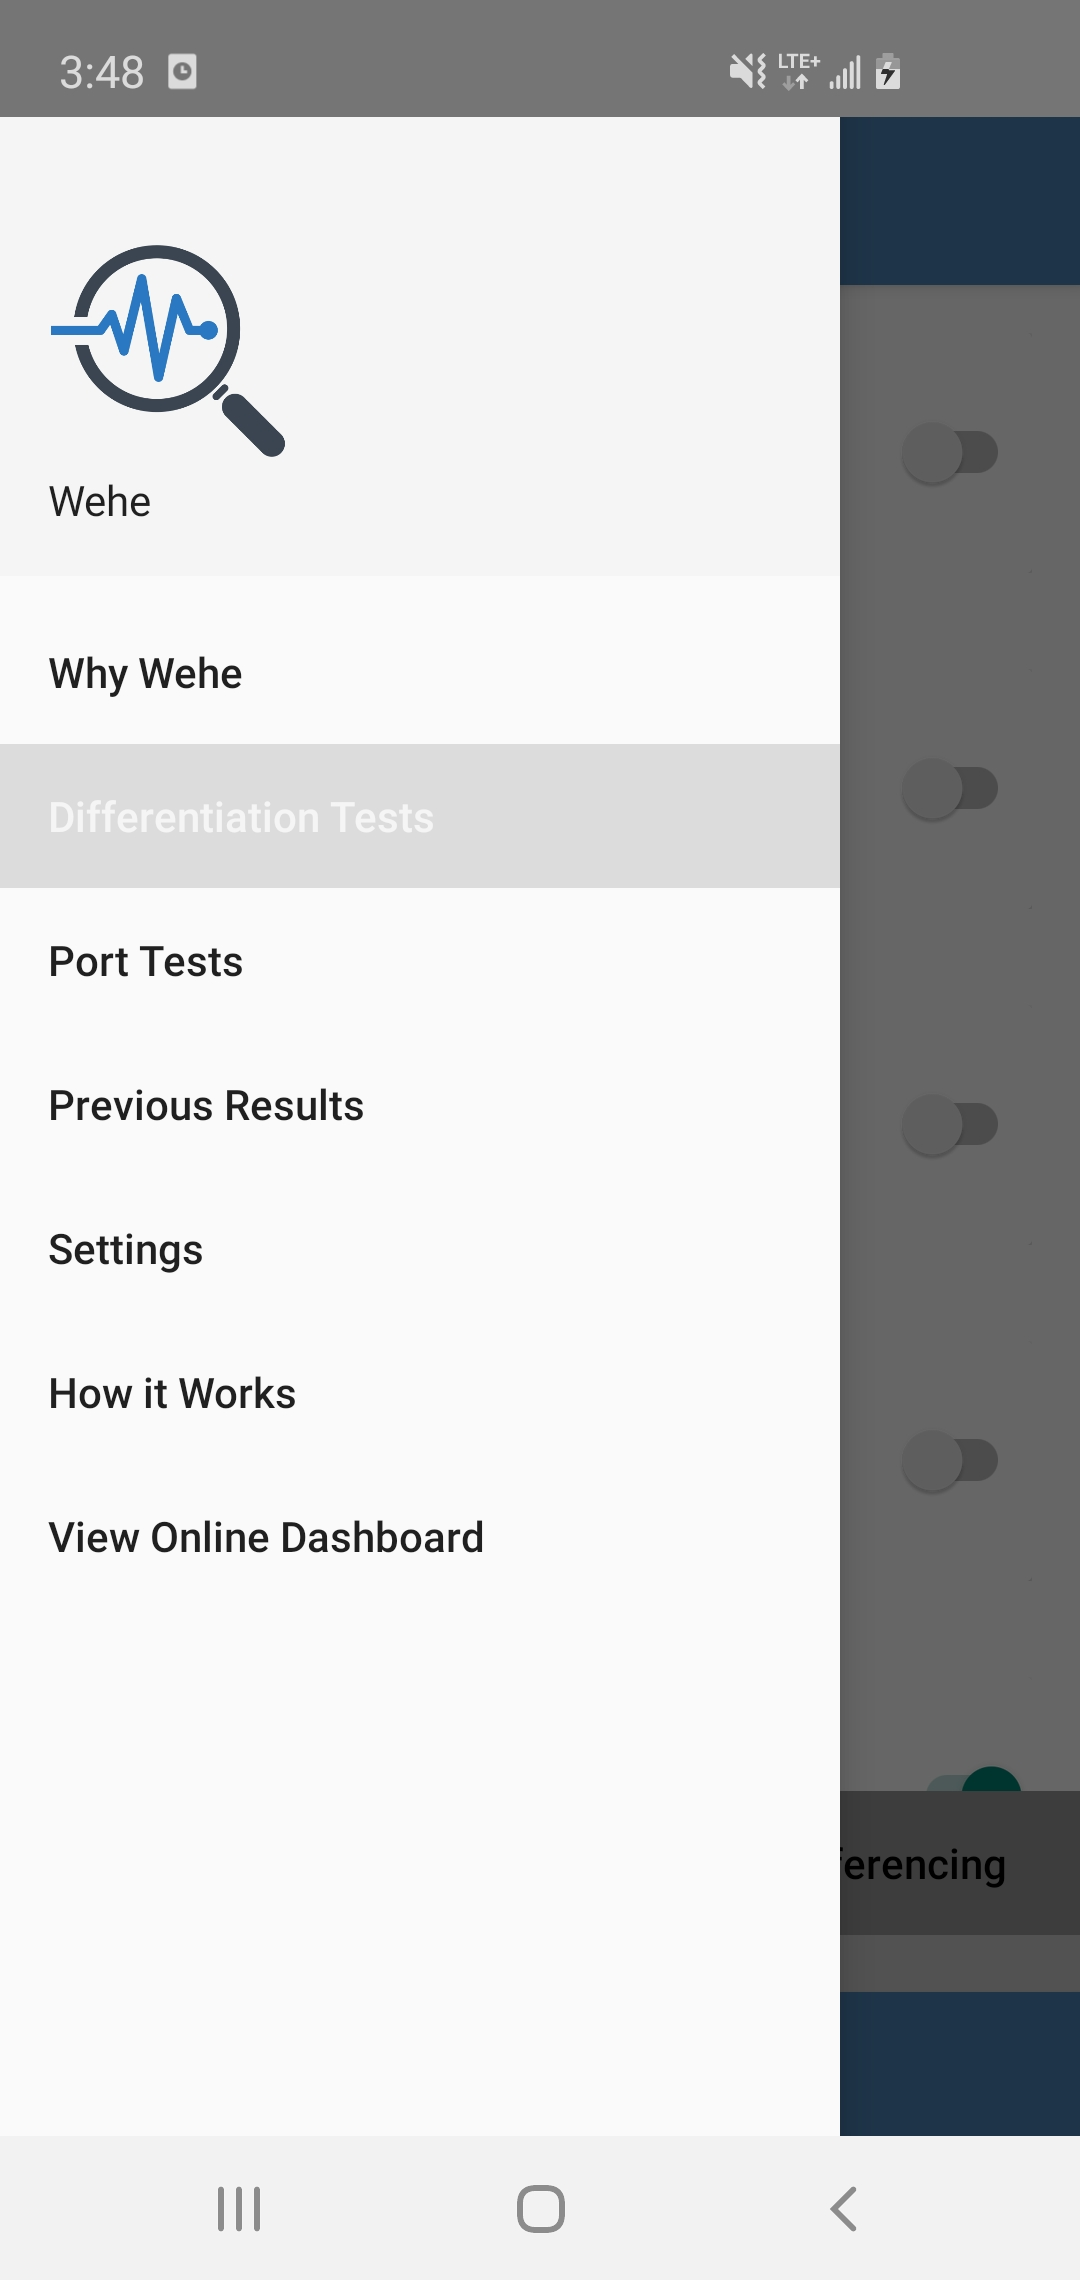 3:48
LTE+
Wehe
Why Wehe
Differentiation Tests
Port Tests
Previous Results
Settings
How it Works
View Online Dashboard
ferencing